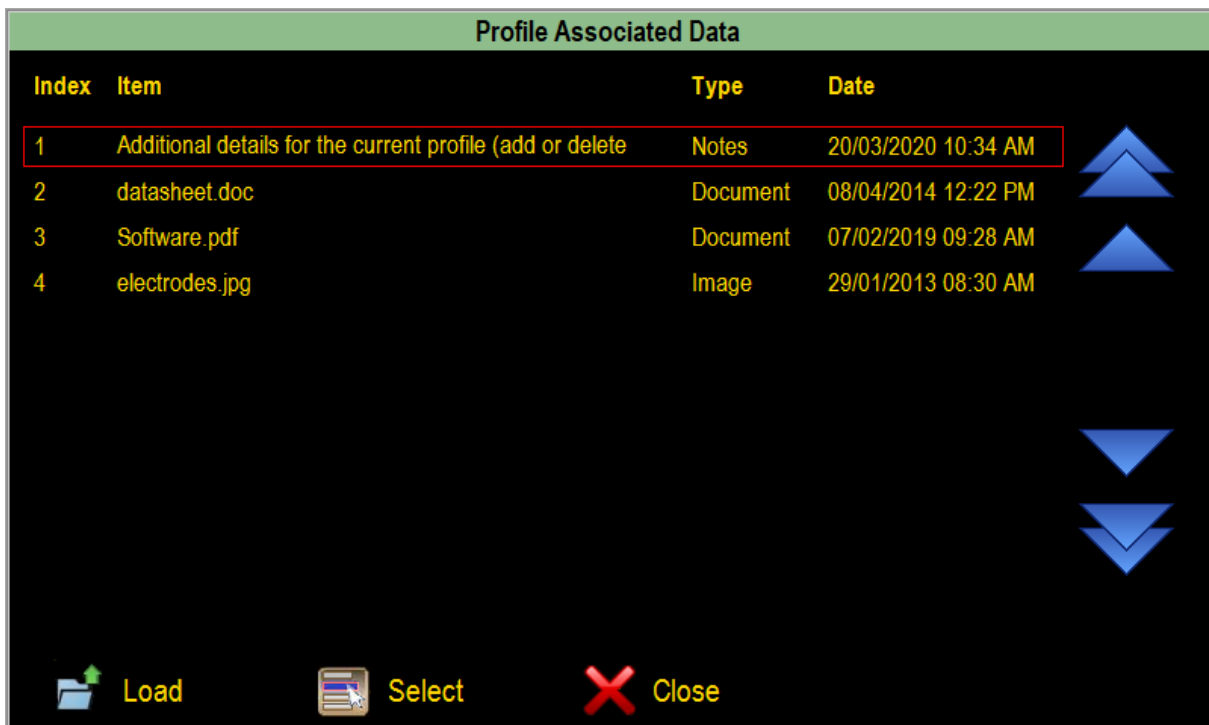 Profile Associated Data
Index Item Type Date
1 Additional details for the current profile (add or delete Notes 20/03/2020 10:34 AM
2 datasheet.doc Document 08/04/2014 12:22 PM
3 Software.pdf Document 07/02/2019 09:28 AM
4 electrodes.jpg Image 29/01/2013 08:30 AM
Load Select Close